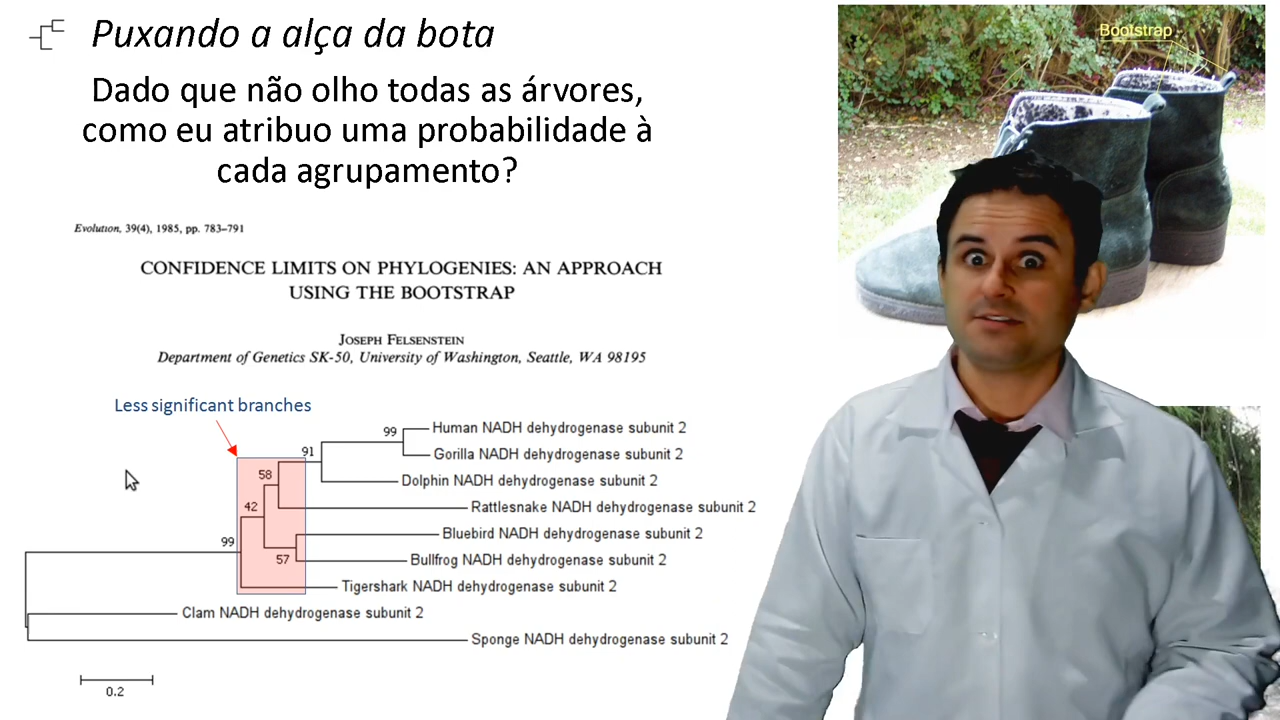 Puxando a alça da bota
Dado que não olho todas as árvores,
como eu atribuo uma probabilidade à
cada agrupamento?
Bootstrap
Evolution, 39(4), 1985, pp. 783–791
CONFIDENCE LIMITS ON PHYLOGENIES: AN APPROACH
USING THE BOOTSTRAP
JOSEPH FELSENSTEIN
Department of Genetics SK-50, University of Washington, Seattle, WA 98195
Less significant branches
99
Human NADH dehydrogenase subunit 2
91
Gorilla NADH dehydrogenase subunit 2
58
Dolphin NADH dehydrogenase subunit 2
42
Rattlesnake NADH dehydrogenase subunit 2
Bluebird NADH dehydrogenase subunit 2
99
57
Bullfrog NADH dehydrogenase subunit 2
Tigershark NADH dehydrogenase subunit 2
Clam NADH dehydrogenase subunit 2
Sponge NADH dehydrogenase subunit 2
0.2